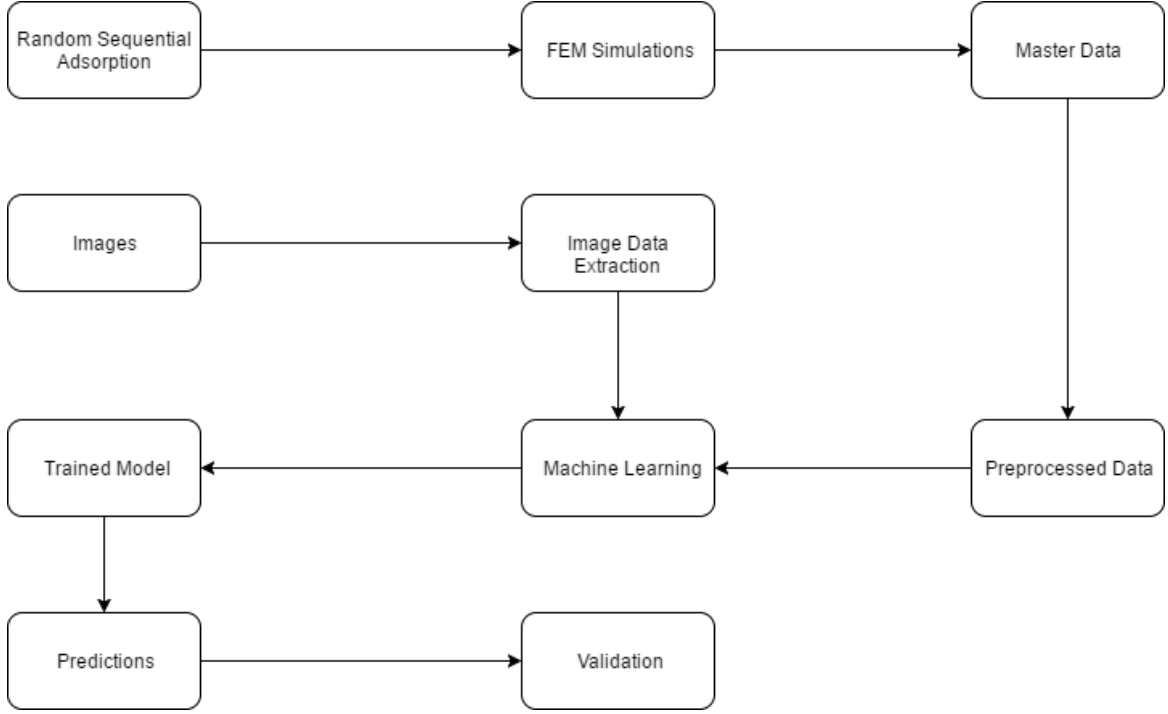 Random Sequential
Adsorption
FEM Simulations
Master Data
Images
Image Data
Extraction
Trained Model
Machine Learning
Preprocessed Data
Predictions
Validation